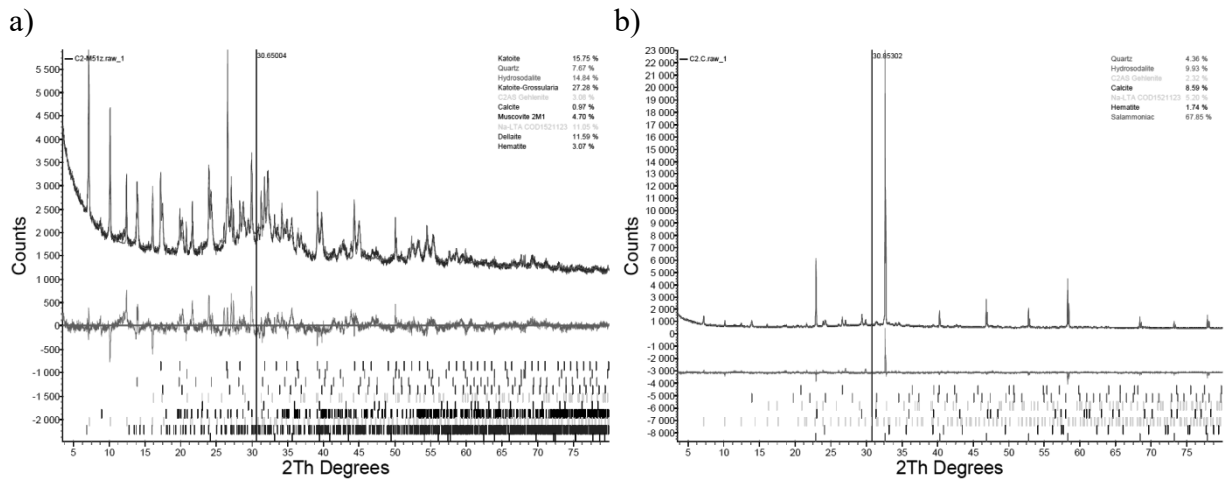 a)
C2-M51z.raw_1
30.65004
Katoite 15.75 %
Quartz 7.67 %
Hydrosodalite 14.84 %
Katoite-Grossularia 27.28 %
C2AS Gehlenite 3.08 %
Calcite 0.97 %
Muscovite 2M1 4.70 %
Na-LTA COD1521123 11.05 %
Dellaite 11.59 %
Hematite 3.07 %
Counts
5 500
5 000
4 500
4 000
3 500
3 000
2 500
2 000
1 500
1 000
500
0
-500
-1 000
-1 500
-2 000
5 10 15 20 25 30 35 40 45 50 55 60 65 70 75
2Th Degrees
b)
C2.C.raw_1
30.65302
Quartz 4.36 %
Hydrosodalite 9.93 %
C2AS Gehlenite 2.32 %
Calcite 8.59 %
Na-LTA COD1521123 5.20 %
Hematite 1.74 %
Salammoniac 67.85 %
Counts
23 000
22 000
21 000
20 000
19 000
18 000
17 000
16 000
15 000
14 000
13 000
12 000
11 000
10 000
9 000
8 000
7 000
6 000
5 000
4 000
3 000
2 000
1 000
0
-1 000
-2 000
-3 000
-4 000
-5 000
-6 000
-7 000
-8 000
5 10 15 20 25 30 35 40 45 50 55 60 65 70 75
2Th Degrees